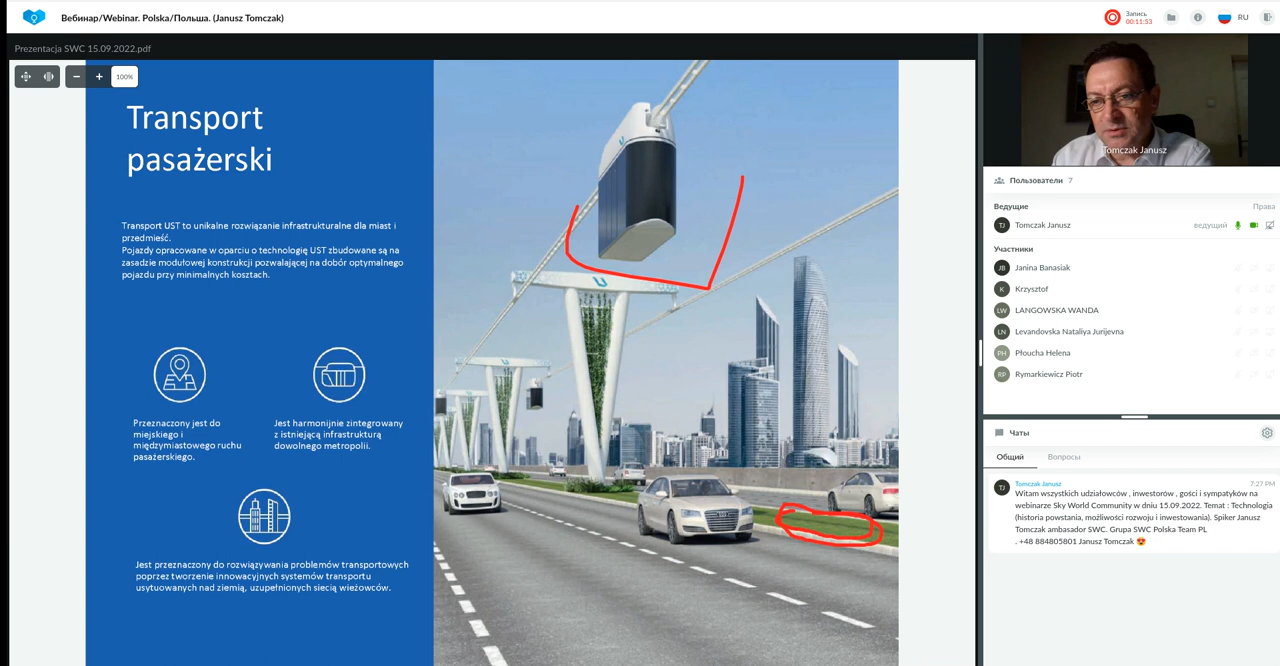 Вебинар/Webinar. Polska/Польша. (Janusz Tomczak)
Запись
00:11:53
RU
Prezentacja SWC 15.09.2022.pdf
100%
Transport
pasażerski
Transport UST to unikalne rozwiązanie infrastrukturalne dla miast i
przedmieść.
Pojazdy opracowane w oparciu o technologię UST zbudowane są na
zasadzie modułowej konstrukcji pozwalającej na dobór optymalnego
pojazdu przy minimalnych kosztach.
Przeznaczony jest do
miejskiego i
międzymiastowego ruchu
pasażerskiego.
Jest harmonijnie zintegrowany
z istniejącą infrastrukturą
dowolnego metropolii.
Jest przeznaczony do rozwiązywania problemów transportowych
poprzez tworzenie innowacyjnych systemów transportu
usytuowanych nad ziemią, uzupełnionych siecią wieżowców.
Tomczak Janusz
Пользователи 7
Ведущие Права
TJ Tomczak Janusz ведущий
Участники
JB Janina Banasiak
K Krzysztof
LW LANGOWSKA WANDA
LN Levandovska Nataliya Jurijevna
PH Płoucha Helena
RP Rymarkiewicz Piotr
Чаты
Общий Вопросы
TJ Tomczak Janusz 7:27 PM
Witam wszystkich udziałowców , inwestorów , gości i sympatyków na
webinarze Sky World Community w dniu 15.09.2022. Temat : Technologia
(historia powstania, możliwości rozwoju i inwestowania). Spiker Janusz
Tomczak ambasador SWC. Grupa SWC Polska Team PL
. +48 884805801 Janusz Tomczak 😍